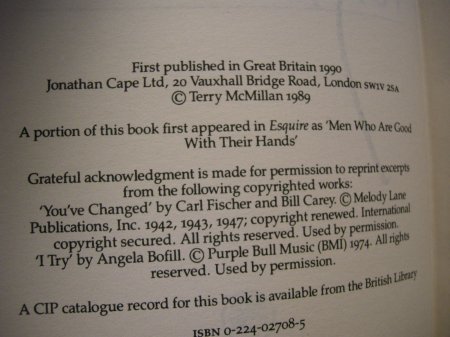 First published in Great Britain 1990
Jonathan Cape Ltd, 20 Vauxhall Bridge Road, London SW1V 2SA
© Terry McMillan 1989
A portion of this book first appeared in Esquire as 'Men Who Are Good
With Their Hands'
Grateful acknowledgment is made for permission to reprint excerpts
from the following copyrighted works:
'You've Changed' by Carl Fischer and Bill Carey. © Melody Lane
Publications, Inc. 1942, 1943, 1947; copyright renewed. International
copyright secured. All rights reserved. Used by permission.
'I Try' by Angela Bofill. © Purple Bull Music (BMI) 1974. All rights
reserved. Used by permission.
A CIP catalogue record for this book is available from the British Library
ISBN 0-224-02708-5